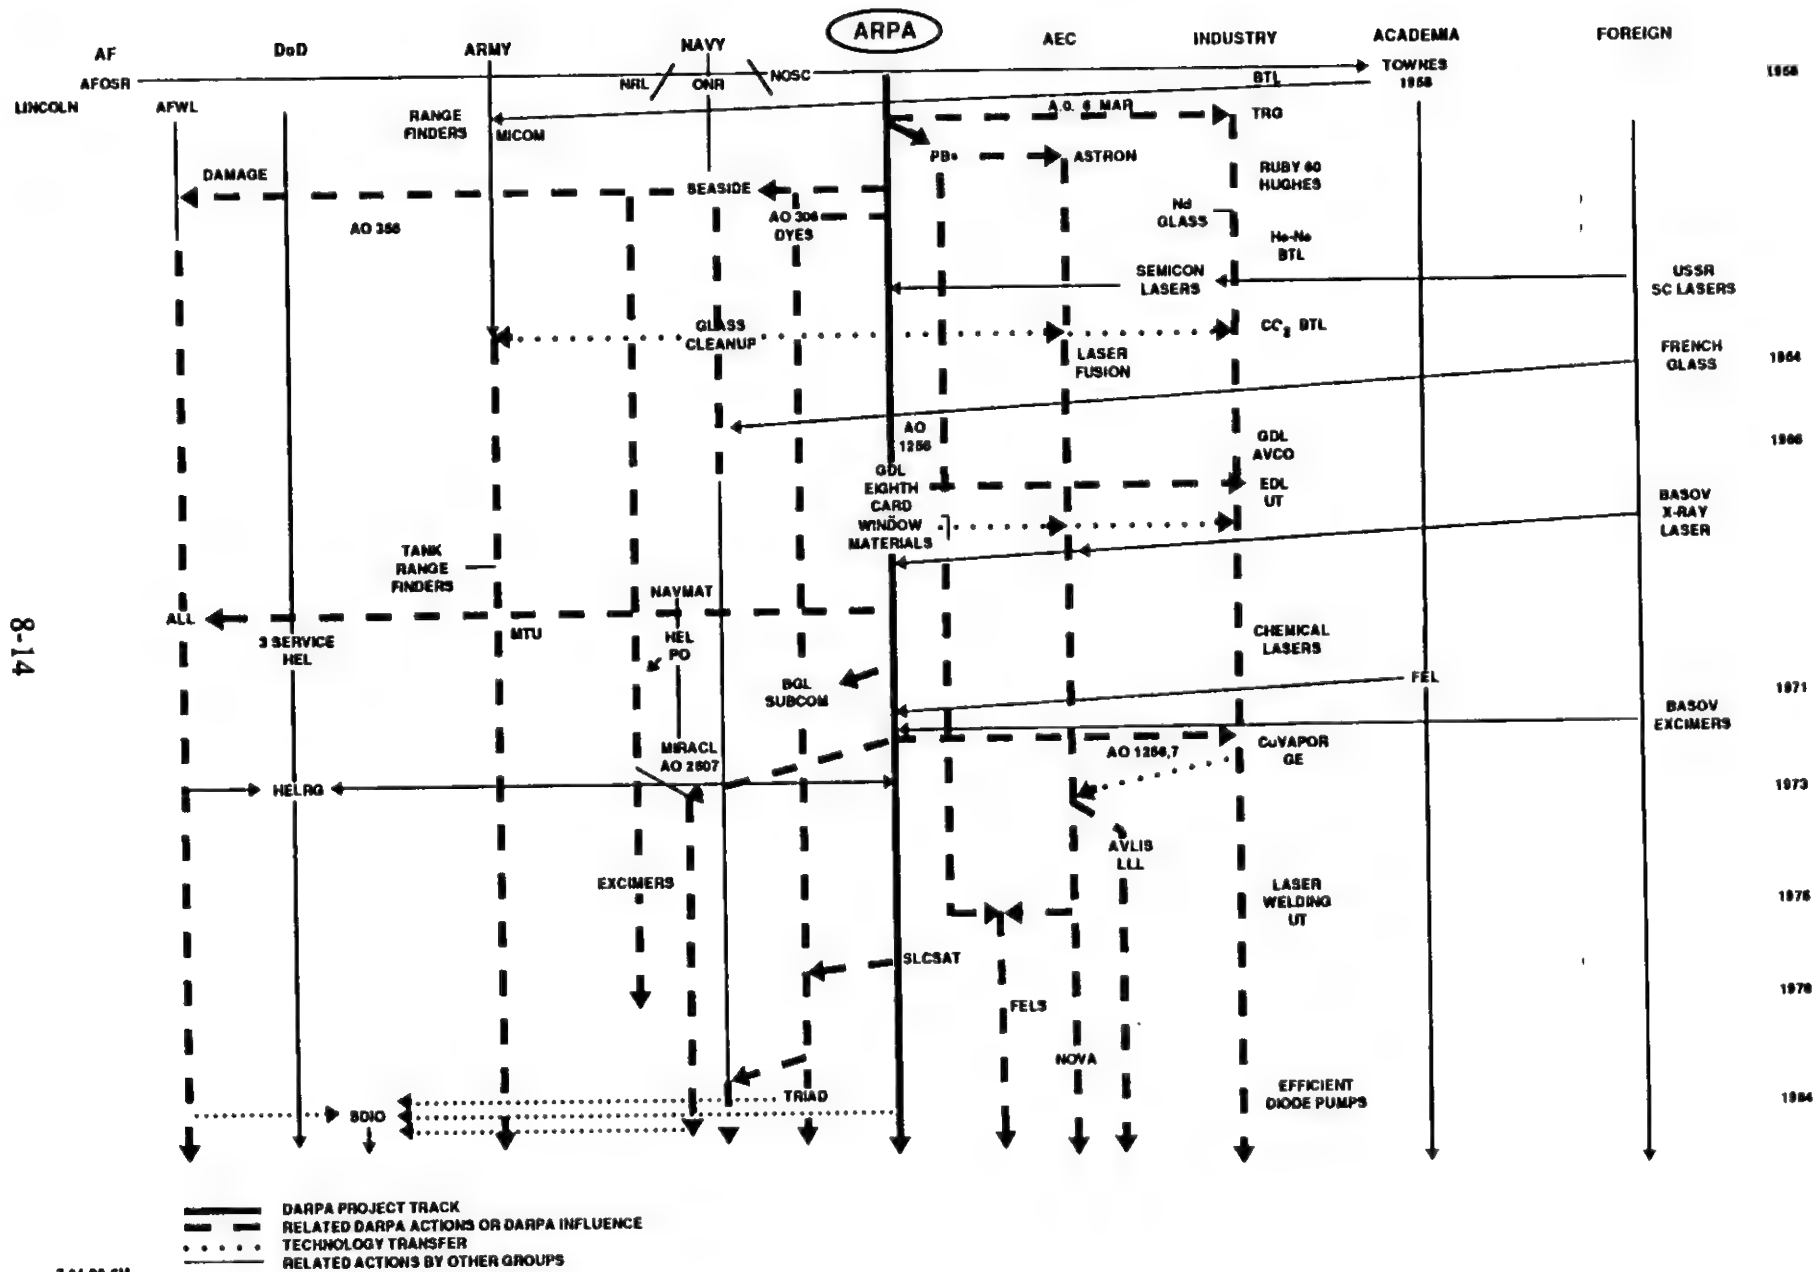 ARPA
AF
DoD
ARMY
NAVY
AEC
INDUSTRY
ACADEMIA
FOREIGN
AFOSR
NRL
ONR
NOSC
BTL
TOWNES
1958
1958
LINCOLN
AFWL
RANGE
FINDERS
MICOM
A.O. 6 MAR
TRG
PB
ASTRON
DAMAGE
SEASIDE
RUBY 60
HUGHES
AO 356
AO 306
DYES
Nd
GLASS
He-Ne
BTL
SEMICON
LASERS
USSR
SC LASERS
GLASS
CLEANUP
CO2 BTL
LASER
FUSION
FRENCH
GLASS
1964
AO
1256
GDL
AVCO
1966
GDL
EIGHTH
CARD
WINDOW
MATERIALS
EDL
UT
BASOV
X-RAY
LASER
TANK
RANGE
FINDERS
NAVMAT
ALL
3 SERVICE
HEL
MTU
HEL
PO
CHEMICAL
LASERS
8-14
BGL
SUBCOM
FEL
1971
BASOV
EXCIMERS
MIRACL
AO 2607
AO 1256,7
CuVAPOR
GE
HELRG
1973
AVLIS
LLL
EXCIMERS
LASER
WELDING
UT
1975
SLCSAT
1978
FELS
NOVA
TRIAD
EFFICIENT
DIODE PUMPS
1984
SDIO
DARPA PROJECT TRACK
RELATED DARPA ACTIONS OR DARPA INFLUENCE
TECHNOLOGY TRANSFER
RELATED ACTIONS BY OTHER GROUPS